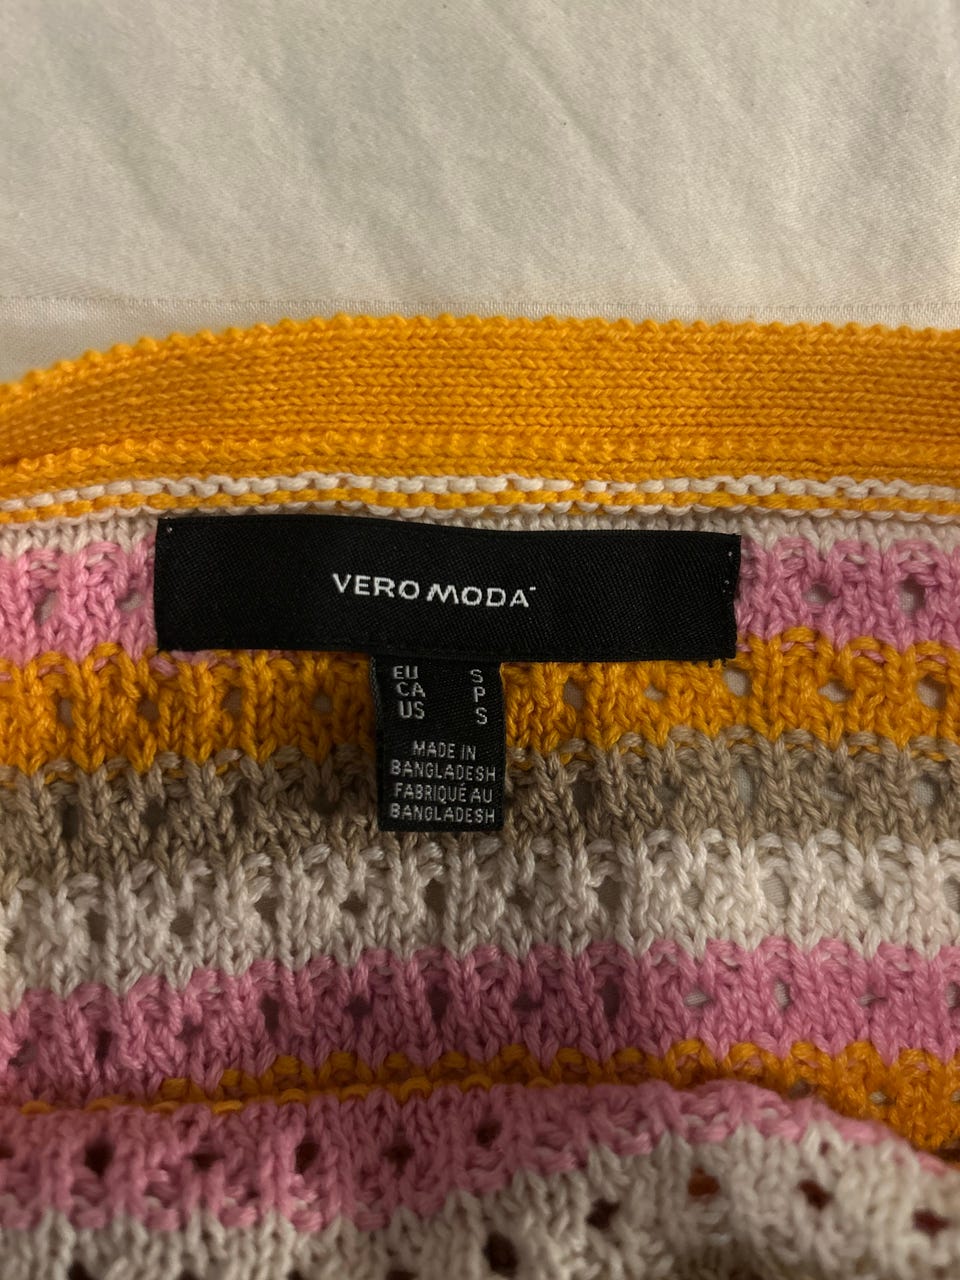 VERO MODA
EU S
CA P
US S
MADE IN
BANGLADESH
FABRIQUÉ AU
BANGLADESH